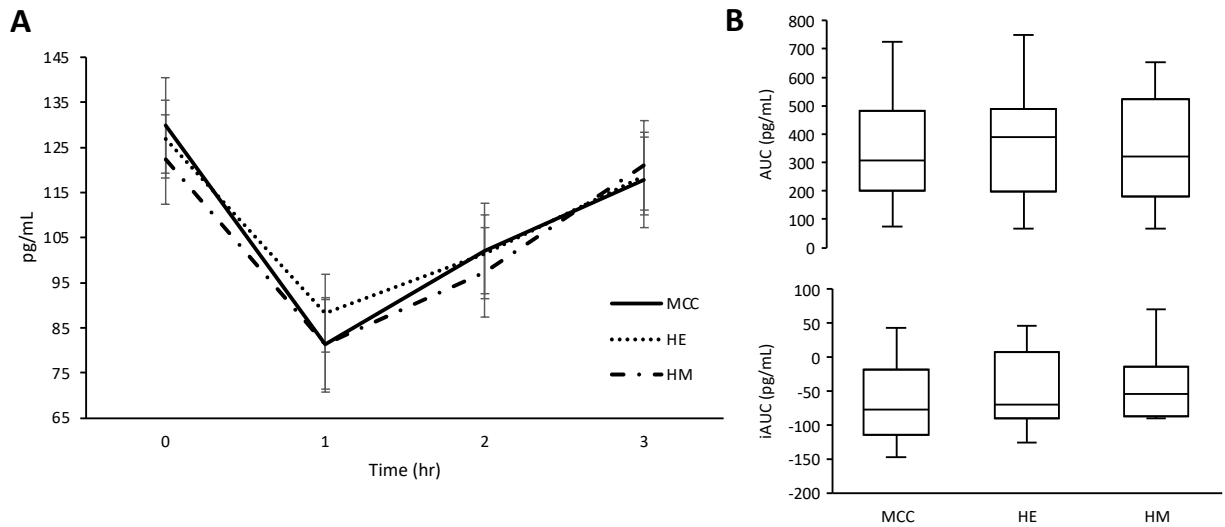 A
145
135
125
115
105
95
85
75
65
pg/mL
0 1 2 3
Time (hr)
MCC
HE
HM
B
800
700
600
500
400
300
200
100
0
AUC (pg/mL)
100
50
0
-50
-100
-150
-200
iAUC (pg/mL)
MCC HE HM